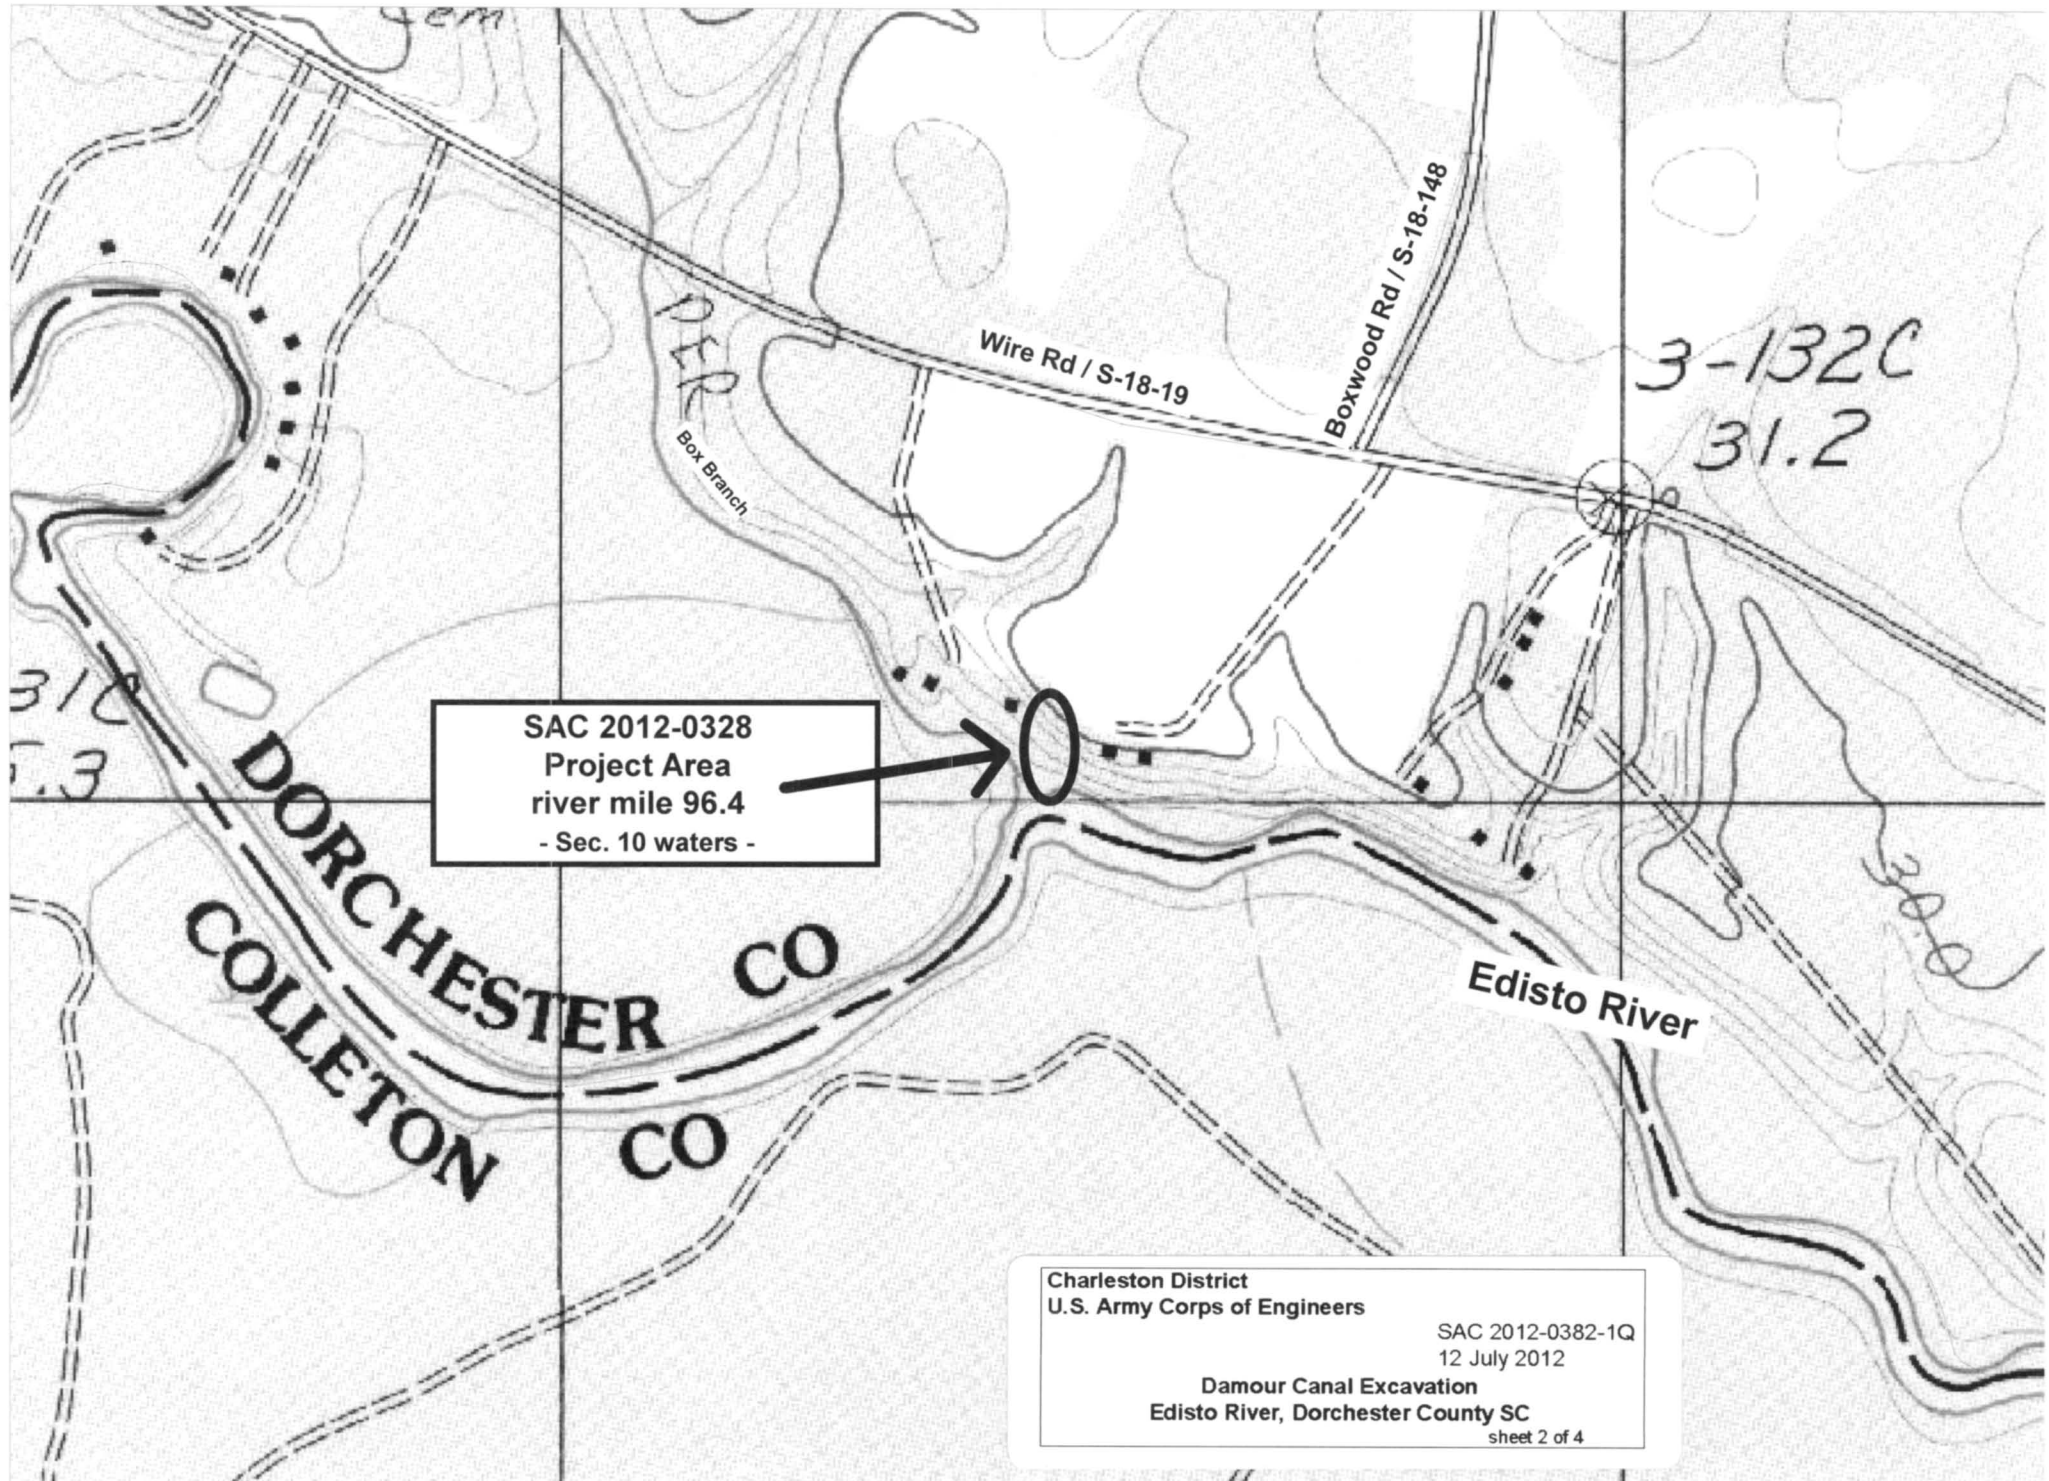 em
Boxwood Rd / S-18-148
Wire Rd / S-18-19
3-132C
31.2
PER
Box Branch
31C
.3
SAC 2012-0328
Project Area
river mile 96.4
- Sec. 10 waters -
DORCHESTER CO
COLLETON CO
30.0
Edisto River
Charleston District
U.S. Army Corps of Engineers
SAC 2012-0382-1Q
12 July 2012
Damour Canal Excavation
Edisto River, Dorchester County SC
sheet 2 of 4